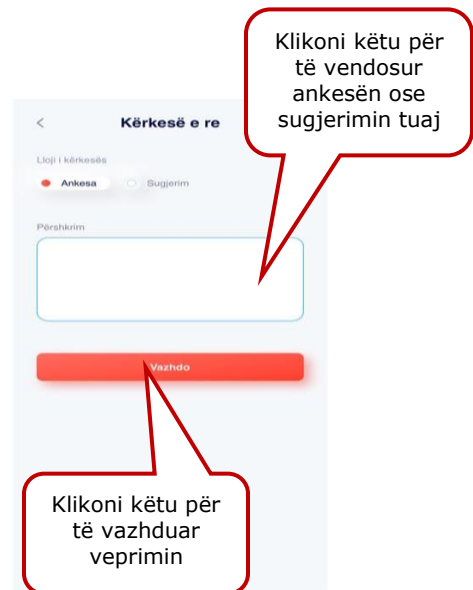 Klikoni këtu për
të vendosur
ankesën ose
sugjerimin tuaj
Kërkesë e re
Lloji i kërkesës
Ankesa
Sugjerim
Përshkrim
Vazhdo
Klikoni këtu për
të vazhduar
veprimin